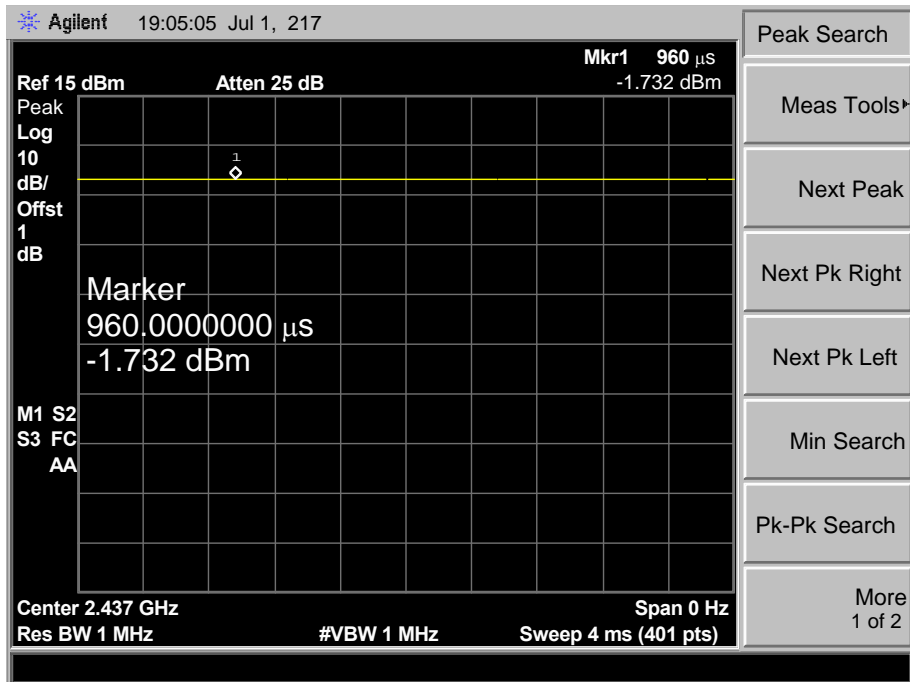 Agilent 19:05:05 Jul 1, 217
Peak Search
Mkr1 960 μs
Ref 15 dBm Atten 25 dB -1.732 dBm
Peak
Log
10
dB/
Offst
1
dB
1
Marker
960.0000000 μs
-1.732 dBm
M1 S2
S3 FC
AA
Center 2.437 GHz Span 0 Hz
Res BW 1 MHz #VBW 1 MHz Sweep 4 ms (401 pts)
Meas Tools
Next Peak
Next Pk Right
Next Pk Left
Min Search
Pk-Pk Search
More
1 of 2